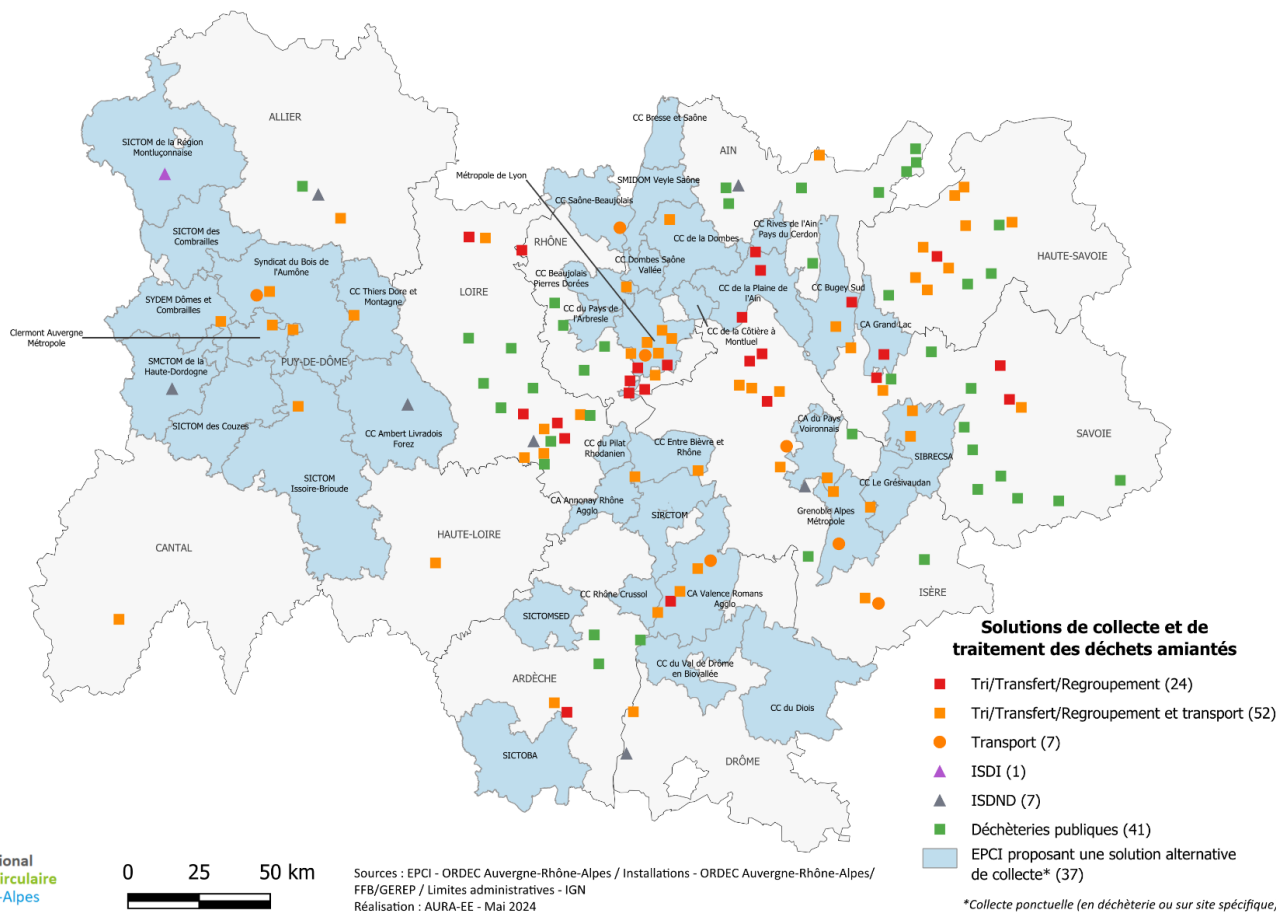 CC Bresse et Saône
ALLIER
SICTOM de la Région
Montluçonnaise
AIN
Métropole de Lyon
SMIDOM Veyle Saône
CC Saône-Beaujolais
CC Rives de l'Ain -
Pays du Cerdon
SICTOM des
Combrailles
RHÔNE
CC de la Dombes
HAUTE-SAVOIE
Syndicat du Bois de
l'Aumône
CC Dombes Saône
Vallée
CC Beaujolais
Pierres Dorées
LOIRE
CC Thiers Dore et
Montagne
CC de la Plaine de
l'Ain
CC Bugey Sud
SYDEM Dômes et
Combrailles
CC du Pays de
l'Arbresle
CA Grand Lac
Clermont Auvergne
Métropole
CC de la Côtière à
Montluel
SMCTOM de la
Haute-Dordogne
PUY-DE-DÔME
SICTOM des Couzes
CC Ambert Livradois
Forez
CA du Pays
Voironnais
SAVOIE
CC du Pilat
Rhodanien
CC Entre Bièvre et
Rhône
SIBRECSA
SICTOM
Issoire-Brioude
CC Le Grésivaudan
CA Annonay Rhône
Agglo
SIRCTOM
Grenoble Alpes
Métropole
HAUTE-LOIRE
CANTAL
CC Rhône Crussol
CA Valence Romans
Agglo
ISÈRE
SICTOMSED
CC du Val de Drôme
en Biovallée
ARDÈCHE
CC du Diois
SICTOBA
DRÔME
Solutions de collecte et de
traitement des déchets amiantés
Tri/Transfert/Regroupement (24)
Tri/Transfert/Regroupement et transport (52)
Transport (7)
ISDI (1)
ISDND (7)
Déchèteries publiques (41)
EPCI proposant une solution alternative
de collecte* (37)
*Collecte ponctuelle (en déchèterie ou sur site spécifique,
ional
irculaire
-Alpes
0 25 50 km
Sources : EPCI - ORDEC Auvergne-Rhône-Alpes / Installations - ORDEC Auvergne-Rhône-Alpes/
FFB/GEREP / Limites administratives - IGN
Réalisation : AURA-EE - Mai 2024